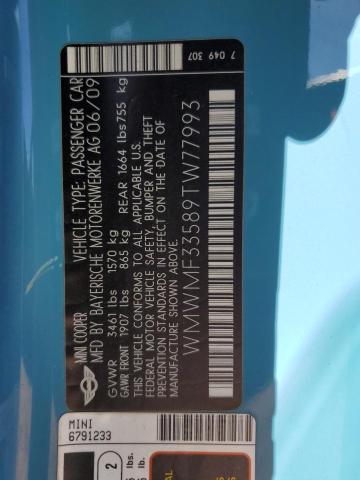 MINI COOPER VEHICLE TYPE: PASSENGER CAR
MFD BY BAYERISCHE MOTORENWERKE AG 06/09
GVWR 3461 lbs 1570 kg
GAWR FRONT 1907 lbs 865 kg REAR 1664 lbs 755 kg
THIS VEHICLE CONFORMS TO ALL APPLICABLE U.S.
FEDERAL MOTOR VEHICLE SAFETY, BUMPER AND THEFT
PREVENTION STANDARDS IN EFFECT ON THE DATE OF
MANUFACTURE SHOWN ABOVE.
WMWMF33589TW77993
7 049 307
MINI
6791233
2
lbs.
lb.